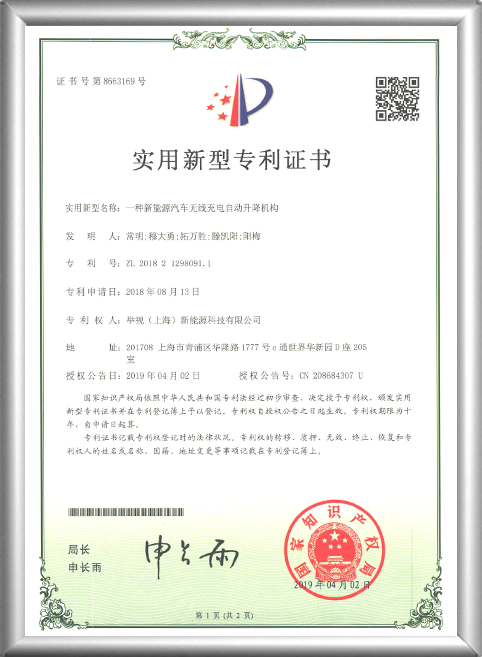 证书号第8663169号
实用新型专利证书
实用新型名称：一种新能源汽车无线充电自动升降机构
发 明 人：常明;穆大勇;拓万胜;滕凯阳;阳梅
专 利 号：ZL 2018 2 1298091.1
专利申请日：2018年08月13日
专 利 权 人：举视（上海）新能源科技有限公司
地 址：201708 上海市青浦区华隆路1777号e通世界华新园D座205
室
授权公告日：2019年04月02日 授权公告号：CN 208684307 U
国家知识产权局依照中华人民共和国专利法经过初步审查，决定授予专利权，颁发实用
新型专利证书并在专利登记簿上予以登记。专利权自授权公告之日起生效。专利权期限为十
年，自申请日起算。
专利证书记载专利权登记时的法律状况。专利权的转移、质押、无效、终止、恢复和专
利权人的姓名或名称、国籍、地址变更等事项记载在专利登记簿上。
局长
申长雨
申长雨
国家知识产权局
2019年04月02日
第1页(共2页)